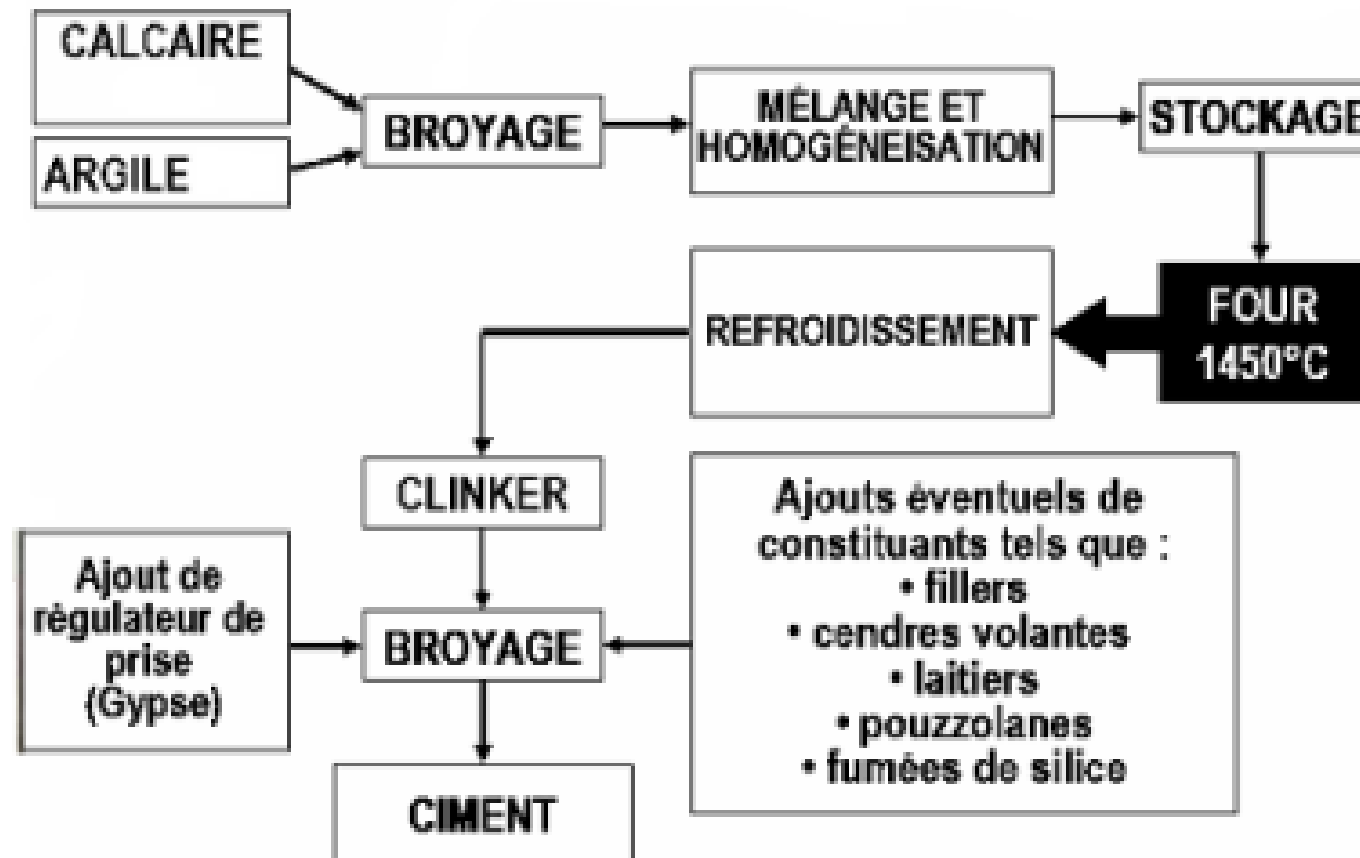 CALCAIRE
ARGILE
BROYAGE
MÉLANGE ET
HOMOGÉNEISATION
STOCKAGE
FOUR
1450°C
REFROIDISSEMENT
CLINKER
Ajout de
régulateur de
prise
(Gypse)
BROYAGE
Ajouts éventuels de
constituants tels que :
• fillers
• cendres volantes
• laitiers
• pouzzolanes
• fumées de silice
CIMENT